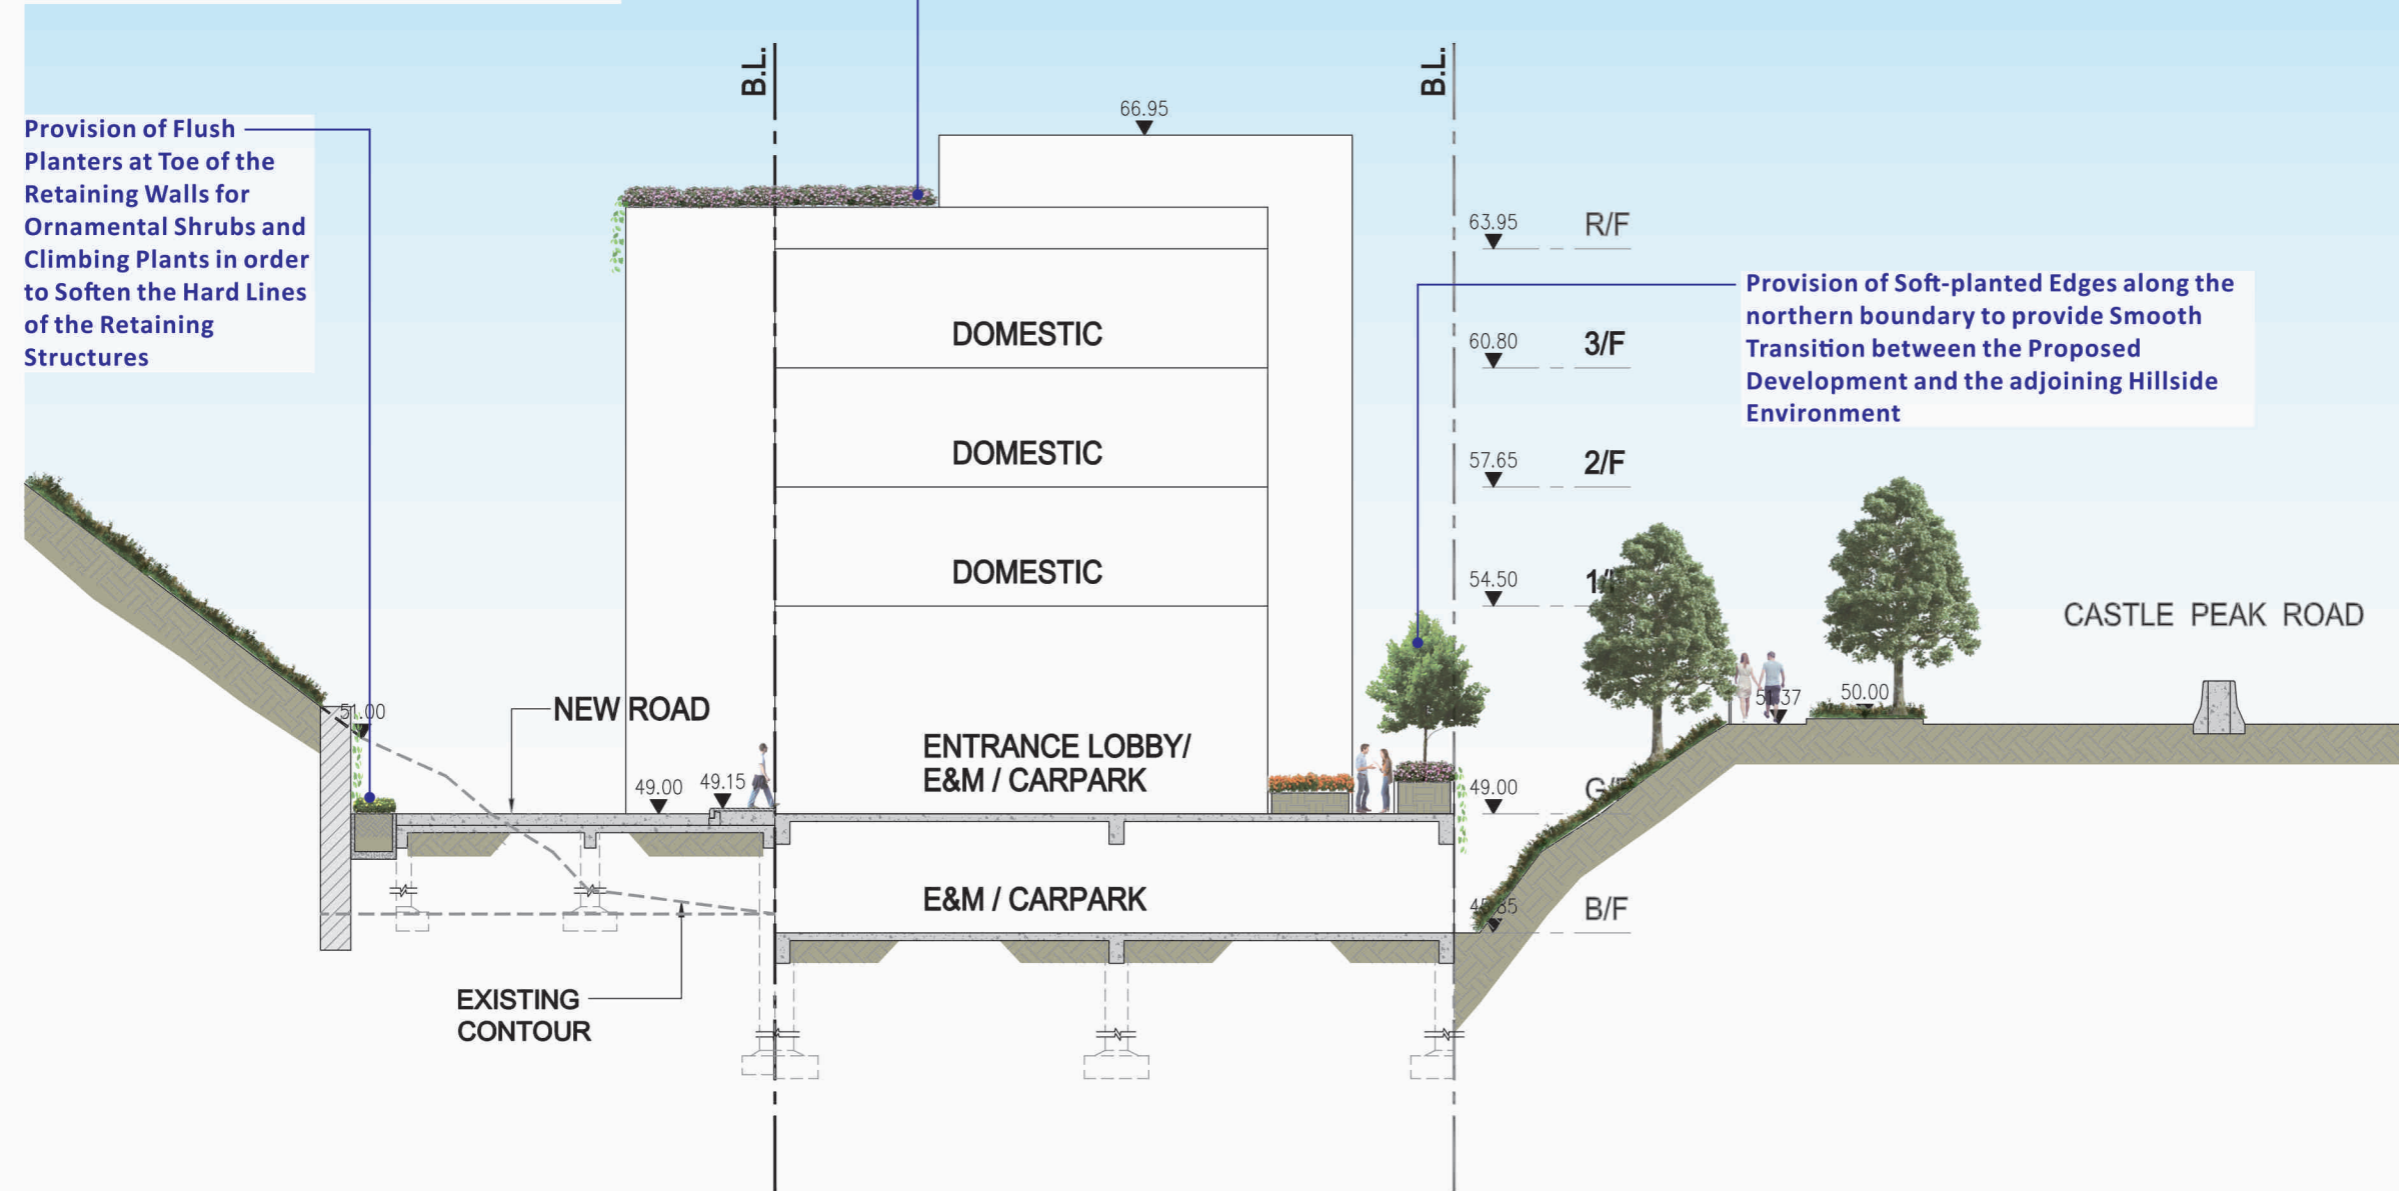 B.L.
B.L.
66.95
Provision of Flush
Planters at Toe of the
Retaining Walls for
Ornamental Shrubs and
Climbing Plants in order
to Soften the Hard Lines
of the Retaining
Structures
63.95 R/F
Provision of Soft-planted Edges along the
northern boundary to provide Smooth
Transition between the Proposed
Development and the adjoining Hillside
Environment
DOMESTIC
60.80 3/F
DOMESTIC
57.65 2/F
DOMESTIC
54.50
CASTLE PEAK ROAD
51.00
NEW ROAD
50.00
ENTRANCE LOBBY/
E&M / CARPARK
49.00
49.15
49.00
E&M / CARPARK
B/F
EXISTING
CONTOUR